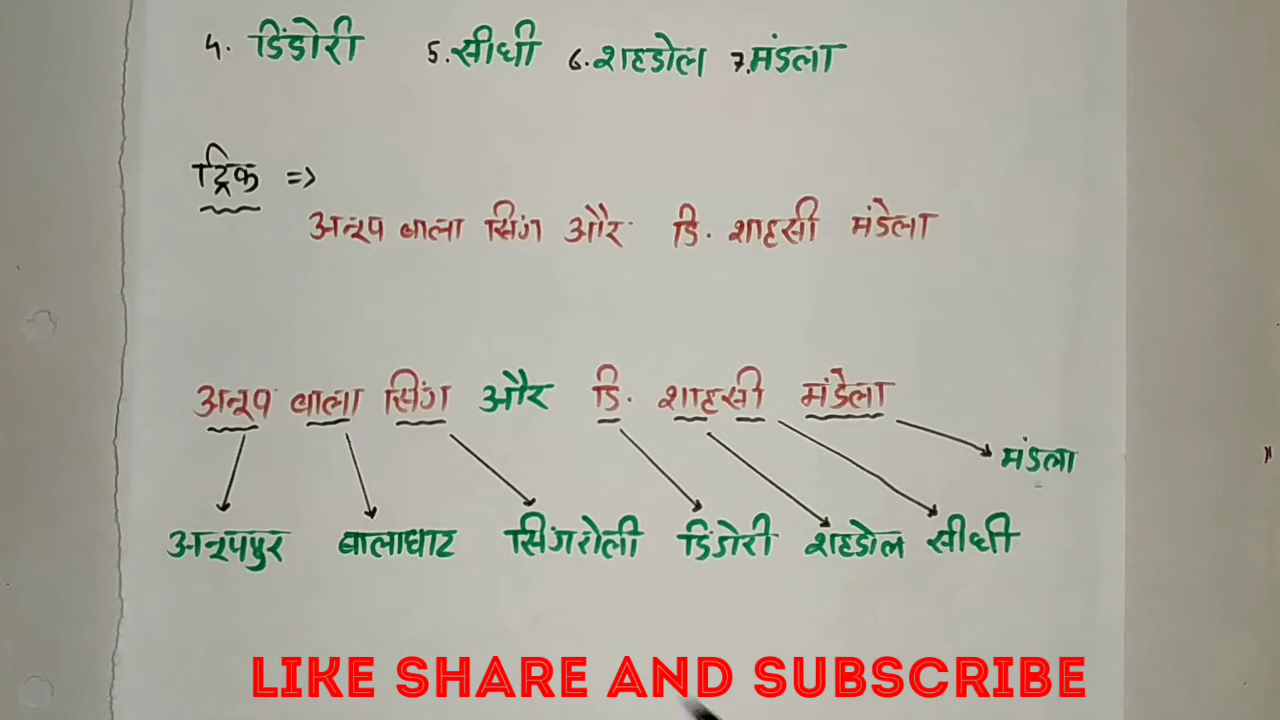 4. डिंडोरी 5. सीधी 6. शहडोल 7. मंडला
ट्रिक =>
अनूप बाला सिंग और डि. शाहसी मंडेला
अनूप बाला सिंग और डि. शाहसी मंडेला
मंडला
अनूपपुर बालाघाट सिंगरोली डिंडोरी शहडोल सीधी
LIKE SHARE AND SUBSCRIBE